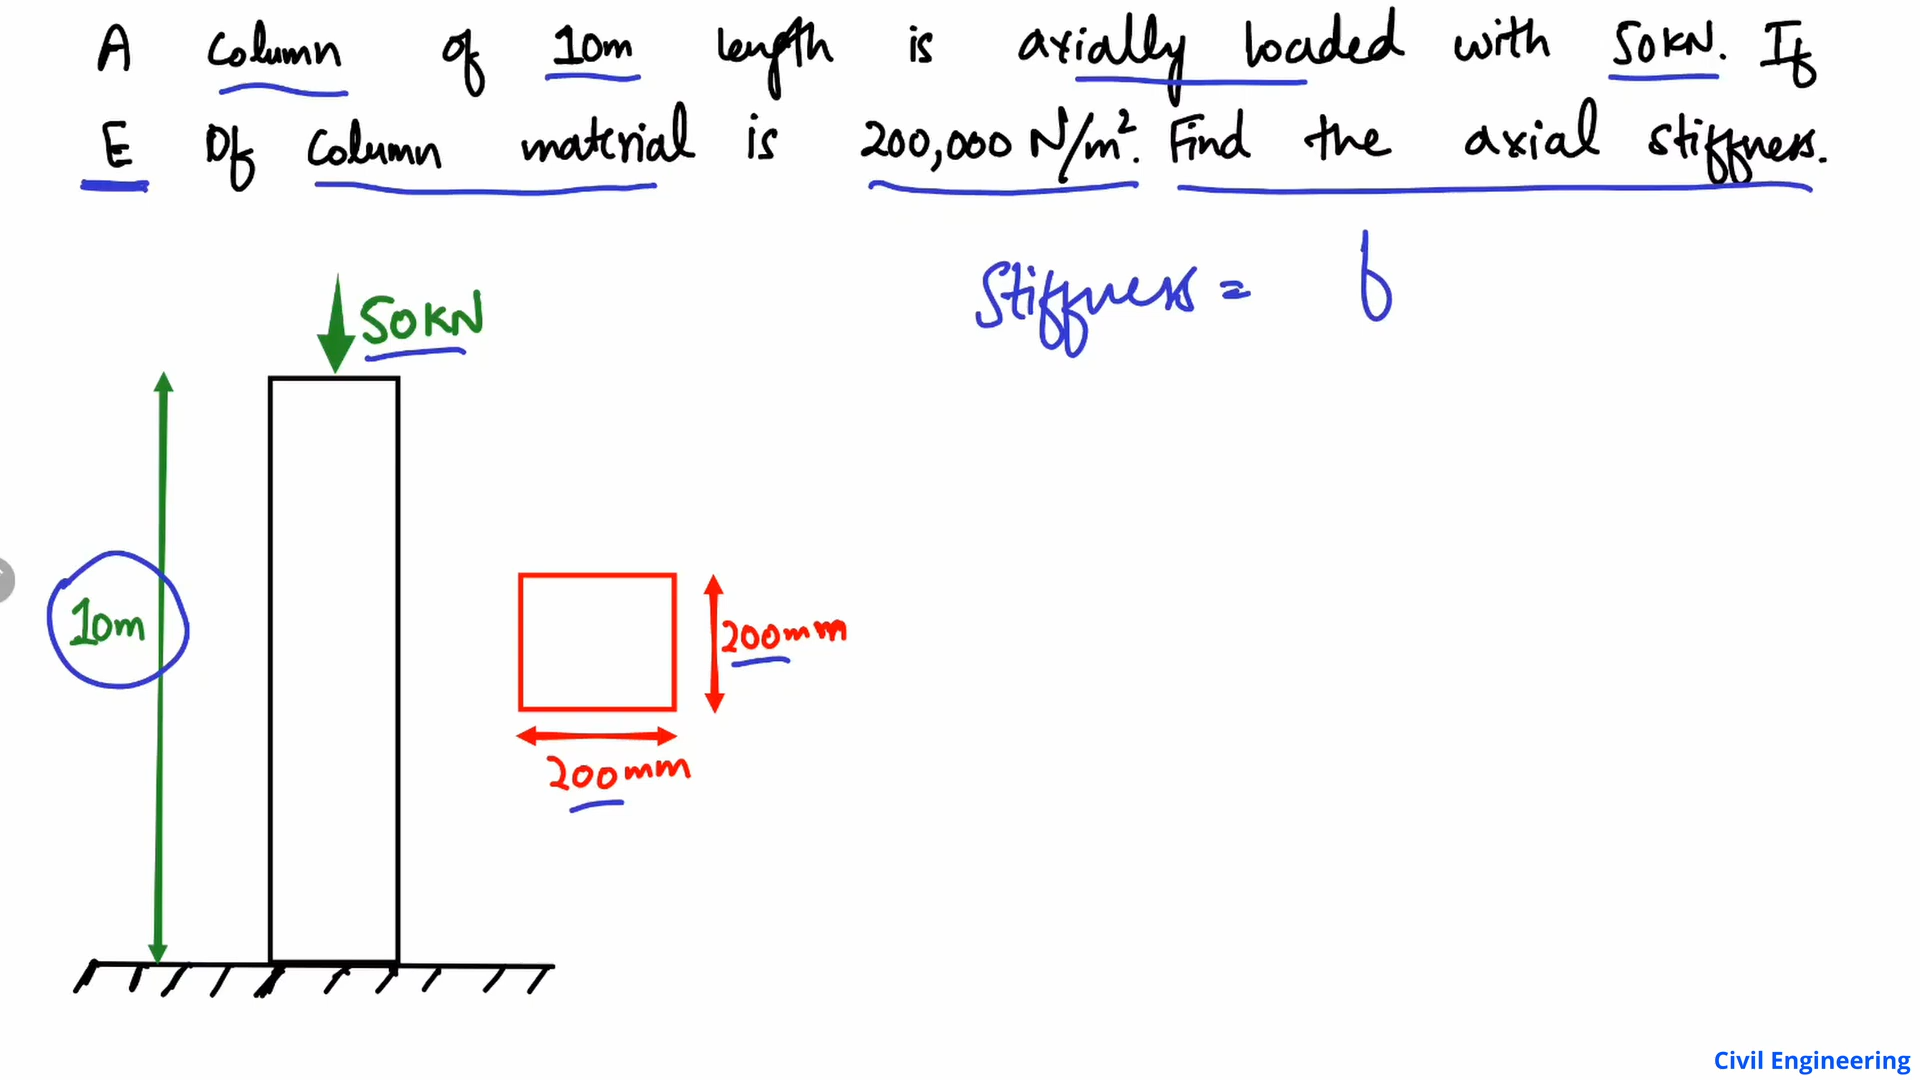 A column of 10m length is axially loaded with 50KN. If
E Of column material is 200,000 N/m². Find the axial stiffness.
Stiffness =
50KN
10m
200mm
200mm
Civil Engineering